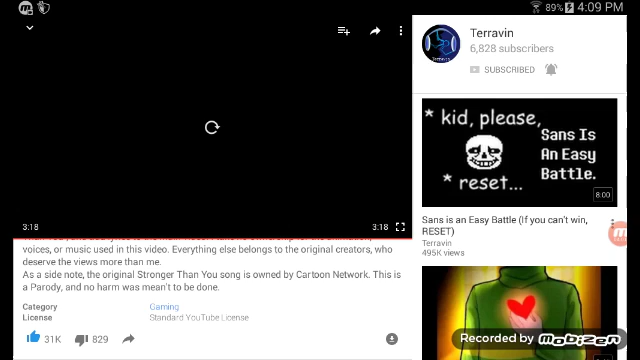 89% 4:09 PM
3:18
3:18
voices, or music used in this video. Everything else belongs to the original creators, who
deserve the views more than me.
As a side note, the original Stronger Than You song is owned by Cartoon Network. This is
a Parody, and no harm was mean't to be done.
Category Gaming
License Standard YouTube License
31K 829
Terravin
Terravin
6,828 subscribers
SUBSCRIBED
* kid, please,
* reset...
Sans Is
An Easy
Battle.
8:00
Sans is an Easy Battle (If you can't win,
RESET)
Terravin
495K views
Recorded by
MOBIZEN